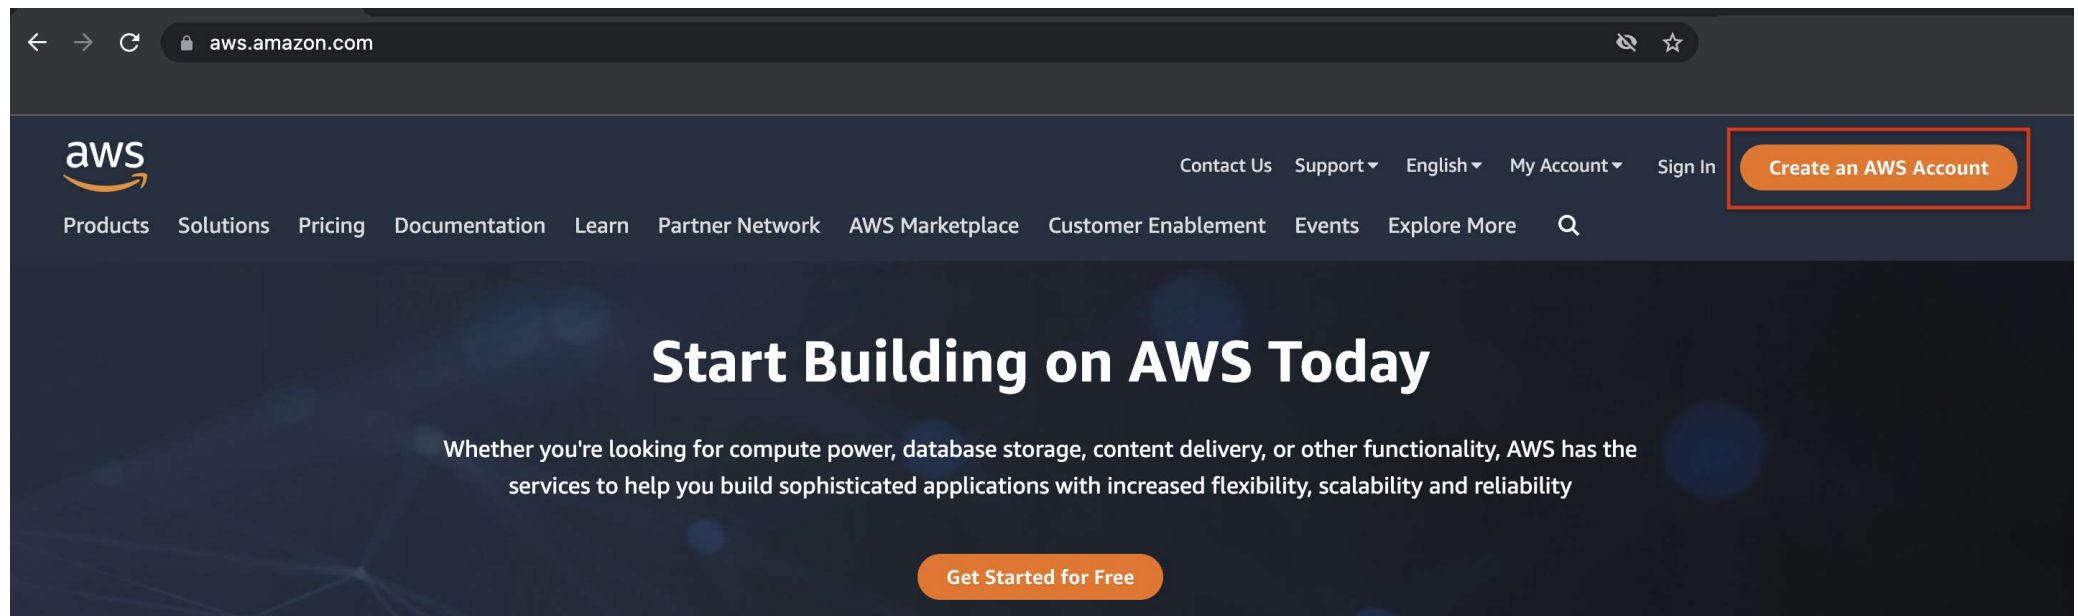 aws.amazon.com
aws
Contact Us Support English My Account Sign In Create an AWS Account
Products Solutions Pricing Documentation Learn Partner Network AWS Marketplace Customer Enablement Events Explore More
Start Building on AWS Today
Whether you're looking for compute power, database storage, content delivery, or other functionality, AWS has the
services to help you build sophisticated applications with increased flexibility, scalability and reliability
Get Started for Free